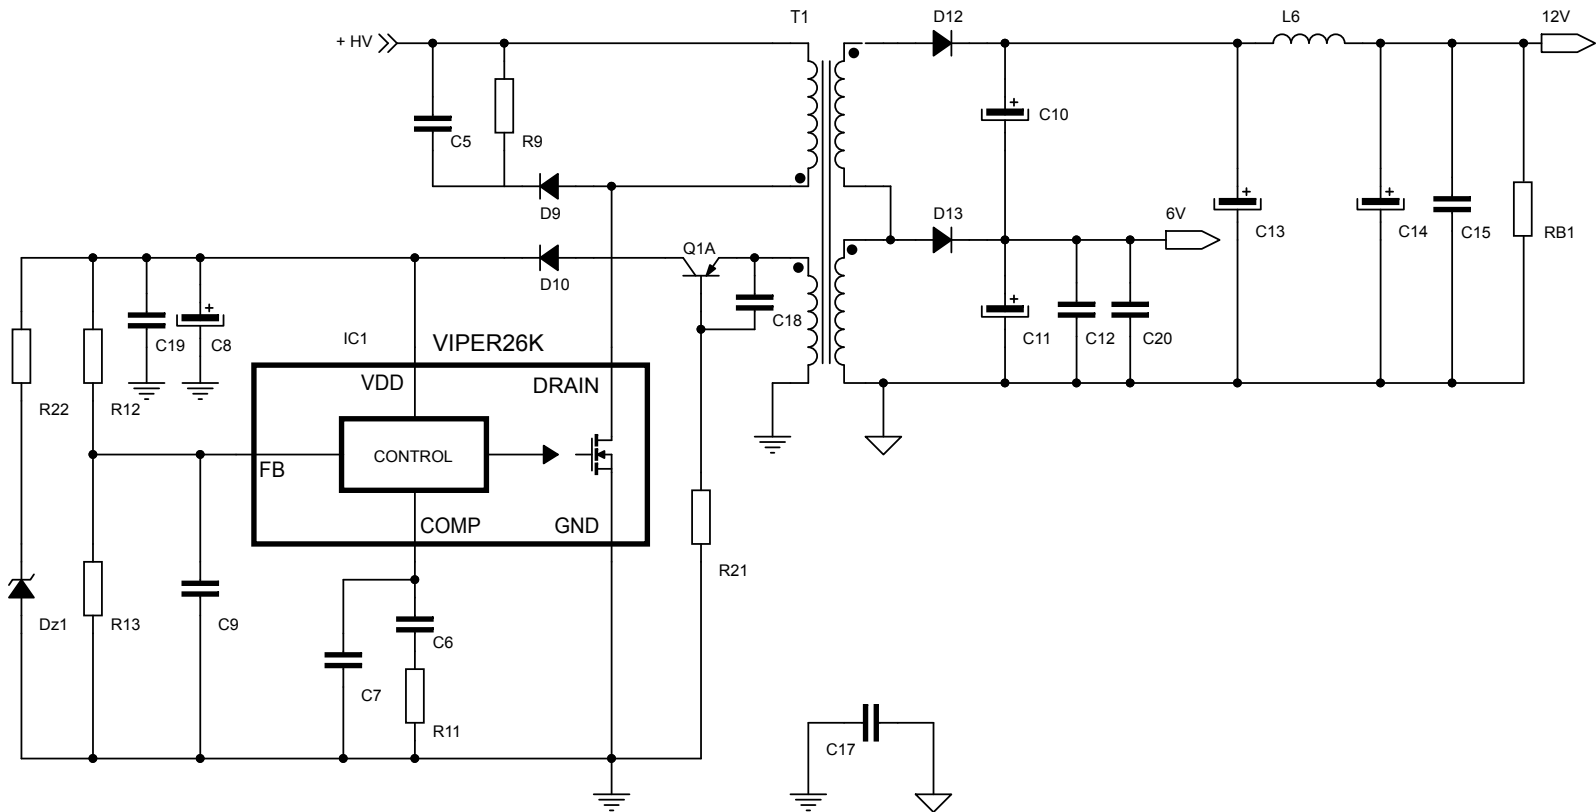 T1
D12
L6
12V
+ HV
C5
R9
+
C10
D9
D13
6V
+
C13
+
C14
C15
RB1
Q1A
D10
C18
+
C11
C12
C20
R22
R12
C19
+
C8
IC1
VIPER26K
VDD
DRAIN
CONTROL
FB
COMP
GND
R21
Dz1
R13
C9
C6
C7
R11
C17